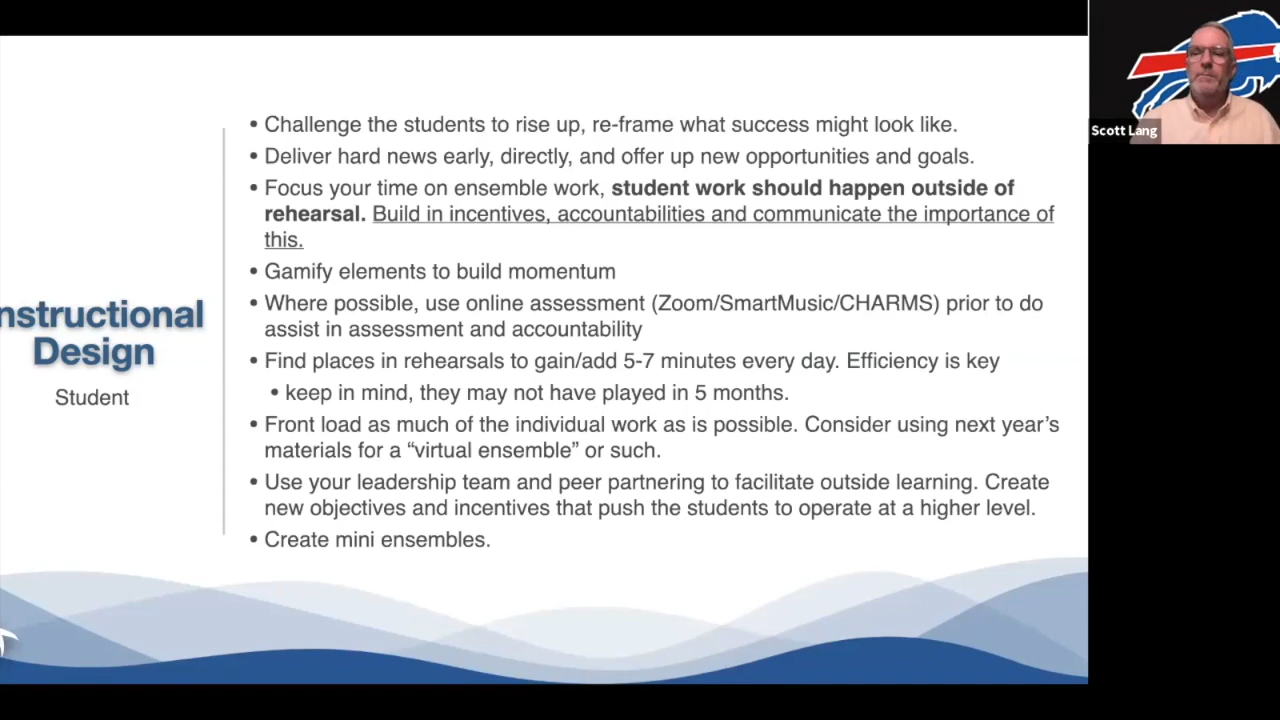 nstructional
Design
Student
• Challenge the students to rise up, re-frame what success might look like.
• Deliver hard news early, directly, and offer up new opportunities and goals.
• Focus your time on ensemble work, student work should happen outside of
rehearsal. Build in incentives, accountabilities and communicate the importance of
this.
• Gamify elements to build momentum
• Where possible, use online assessment (Zoom/SmartMusic/CHARMS) prior to do
assist in assessment and accountability
• Find places in rehearsals to gain/add 5-7 minutes every day. Efficiency is key
• keep in mind, they may not have played in 5 months.
• Front load as much of the individual work as is possible. Consider using next year’s
materials for a “virtual ensemble” or such.
• Use your leadership team and peer partnering to facilitate outside learning. Create
new objectives and incentives that push the students to operate at a higher level.
• Create mini ensembles.
Scott Lang